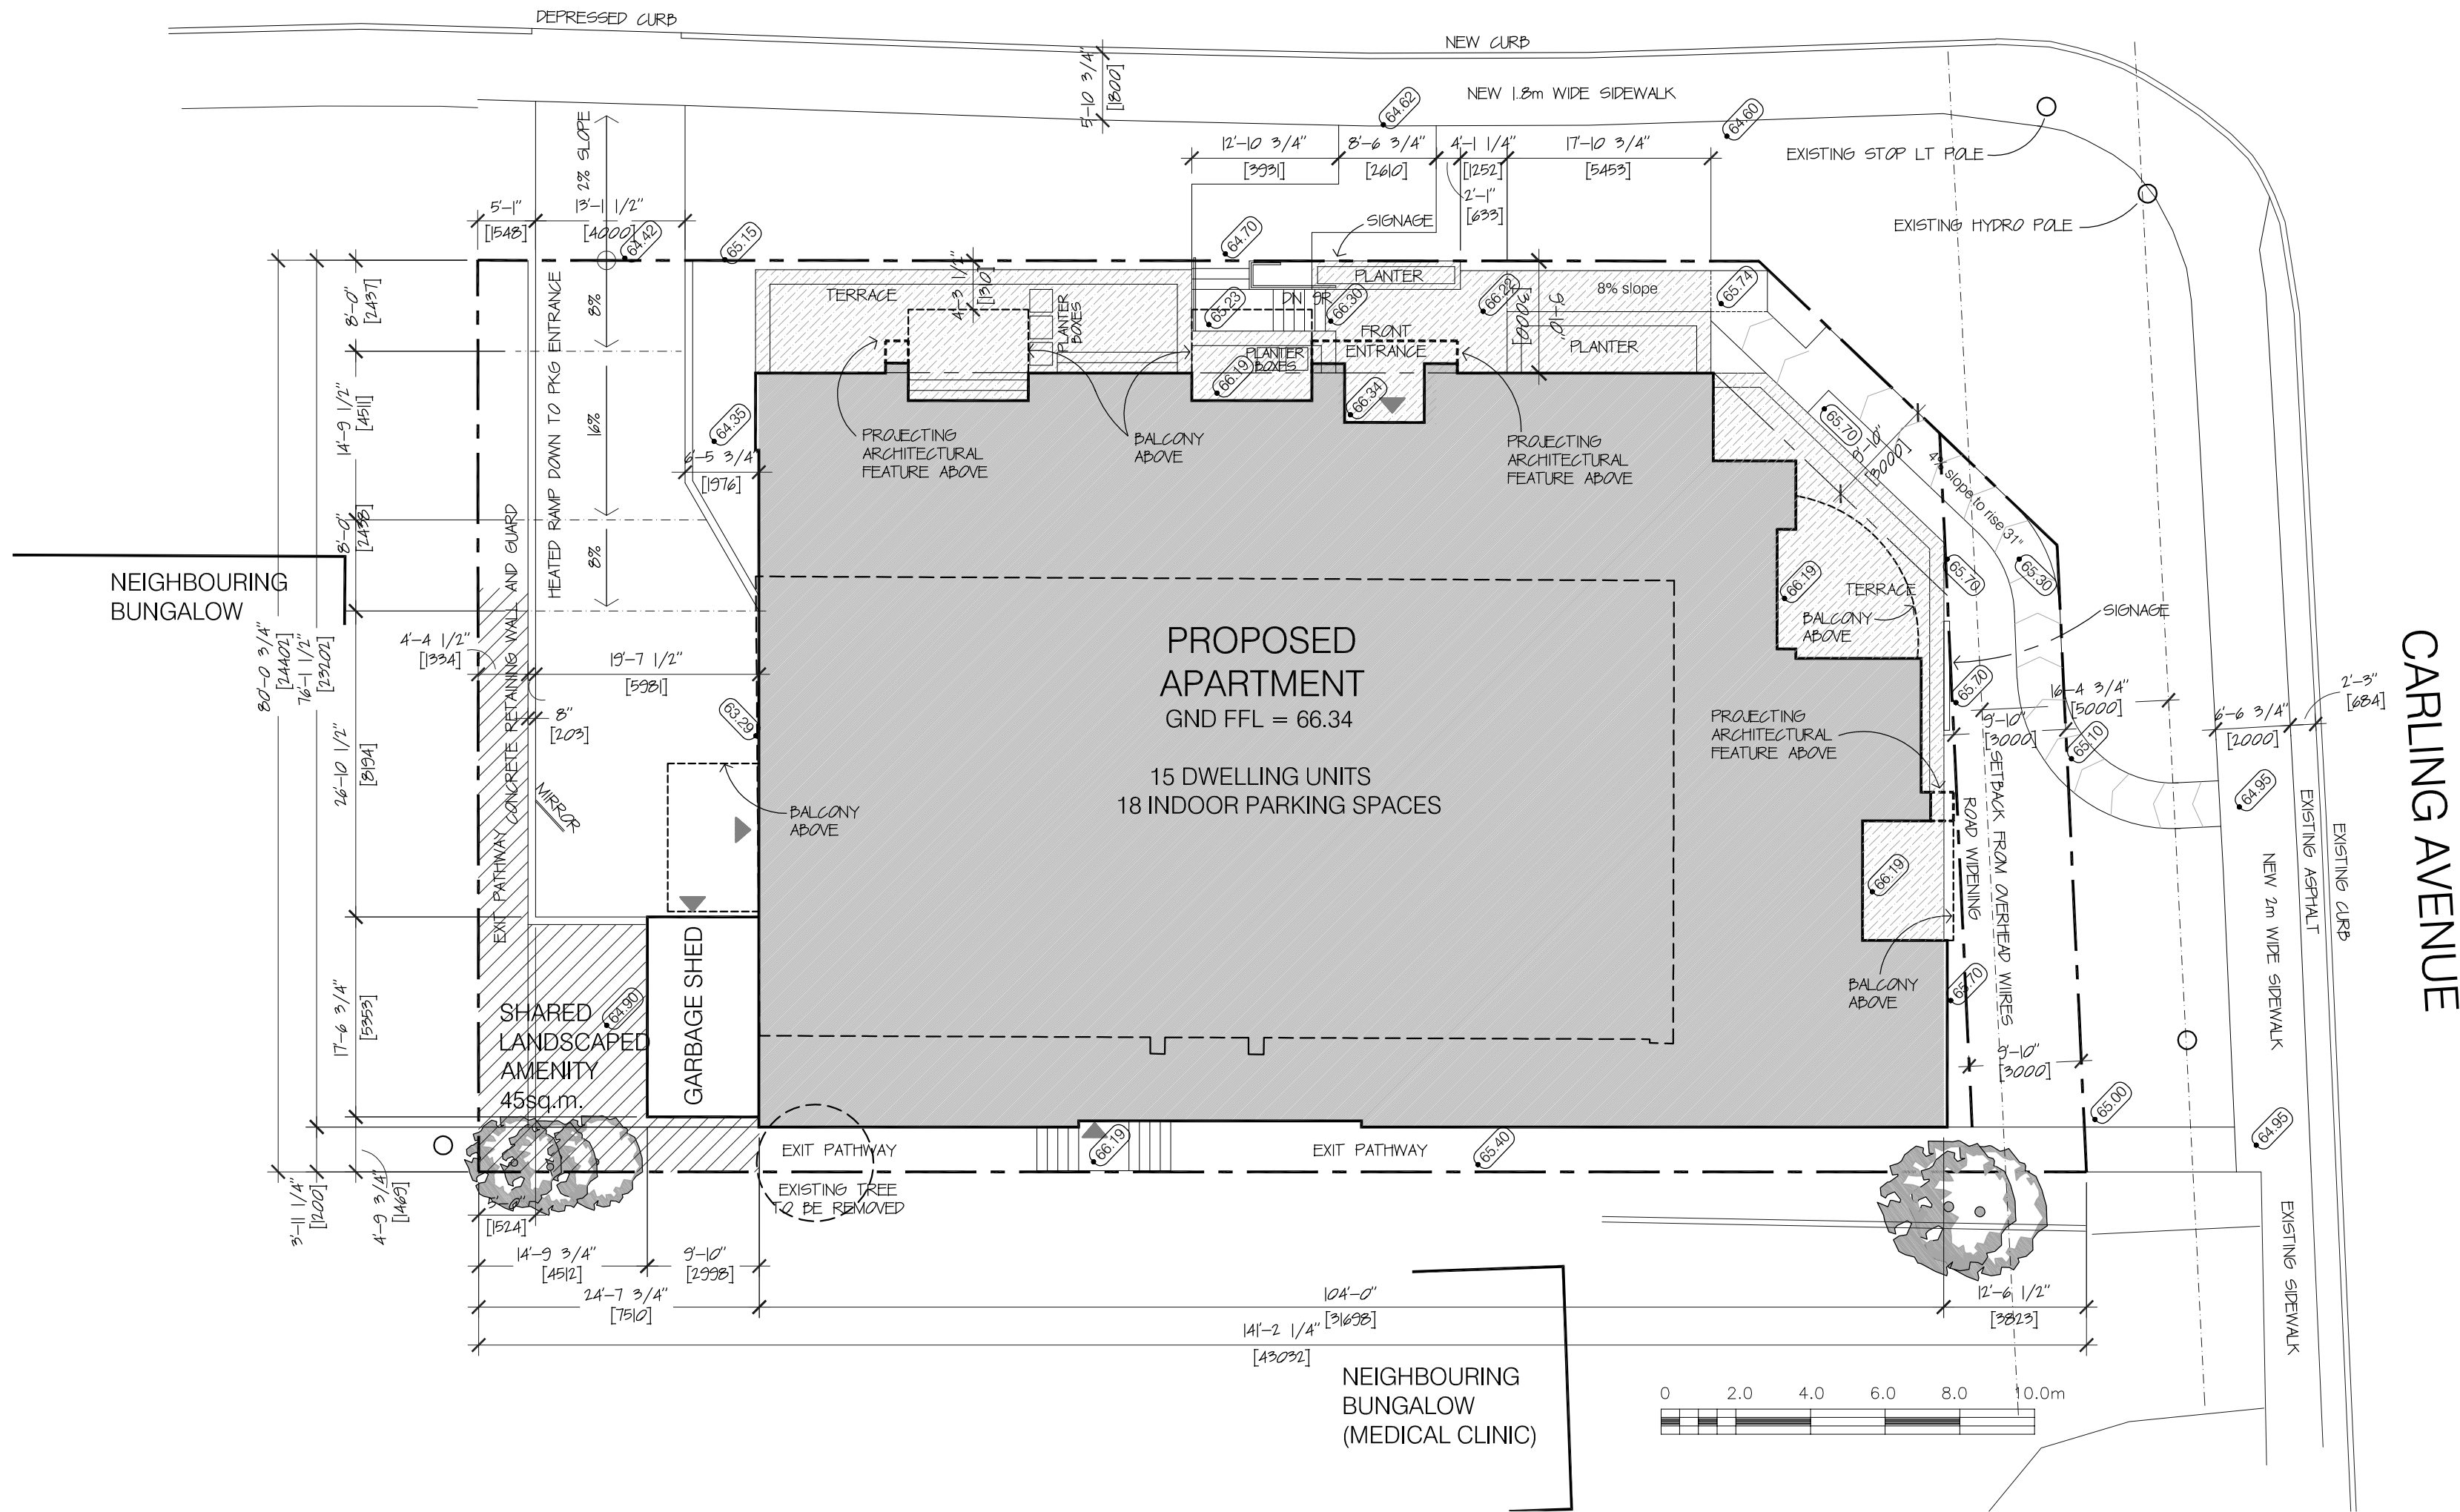 DEPRESSED CURB
NEW CURB
5'-10 3/4"
[1800]
NEW 1.8m WIDE SIDEWALK
64.62
64.60
EXISTING STOP LT POLE
EXISTING HYDRO POLE
2% SLOPE
12'-10 3/4"
[3931]
8'-6 3/4"
[2610]
4'-1 1/4"
[1252]
17'-10 3/4"
[5453]
2'-1"
[633]
SIGNAGE
5'-1"
[1548]
13'-1 1/2"
[4000]
64.42
65.15
64.70
8'-0"
[2437]
8%
HEATED RAMP DOWN TO PKG ENTRANCE
TERRACE
4'-3 1/2"
[1310]
PLANTER
BOXES
65.23
DN 9R
66.30
PLANTER
66.22
9'-10"
[3000]
8% slope
65.74
FRONT
ENTRANCE
PLANTER
BOXES
66.19
66.34
PLANTER
14'-9 1/2"
[4511]
16%
64.35
6'-5 3/4"
[1976]
PROJECTING
ARCHITECTURAL
FEATURE ABOVE
BALCONY
ABOVE
PROJECTING
ARCHITECTURAL
FEATURE ABOVE
65.70
9'-10"
[3000]
4% slope to rise 31"
8'-0"
[2438]
8%
CONCRETE RETAINING WALL AND GUARD
NEIGHBOURING
BUNGALOW
80'-0 3/4"
[24402]
76'-1 1/2"
[23202]
4'-4 1/2"
[1334]
19'-7 1/2"
[5981]
8"
[203]
63.29
PROPOSED
APARTMENT
GND FFL = 66.34
15 DWELLING UNITS
18 INDOOR PARKING SPACES
66.19
TERRACE
BALCONY
ABOVE
65.70
65.30
SIGNAGE
65.70
16'-4 3/4"
[5000]
9'-10"
[3000]
65.10
6'-6 3/4"
[2000]
2'-3"
[684]
CARLING AVENUE
PROJECTING
ARCHITECTURAL
FEATURE ABOVE
26'-10 1/2"
[8194]
MIRROR
EXIT PATHWAY
BALCONY
ABOVE
66.19
ROAD WIDENING
SETBACK FROM OVERHEAD WIRES
64.95
NEW 2m WIDE SIDEWALK
EXISTING ASPHALT
EXISTING CURB
BALCONY
ABOVE
65.70
17'-6 3/4"
[5353]
SHARED
LANDSCAPED
AMENITY
45sq.m.
64.90
GARBAGE SHED
9'-10"
[3000]
65.00
64.95
EXIT PATHWAY
66.19
EXIT PATHWAY
65.40
EXISTING TREE
TO BE REMOVED
3'-11 1/4"
[1200]
4'-9 3/4"
[1469]
[1524]
14'-9 3/4"
[4512]
9'-10"
[2998]
24'-7 3/4"
[7510]
104'-0"
[31698]
12'-6 1/2"
[3823]
141'-2 1/4"
[43032]
EXISTING SIDEWALK
NEIGHBOURING
BUNGALOW
(MEDICAL CLINIC)
0 2.0 4.0 6.0 8.0 10.0m